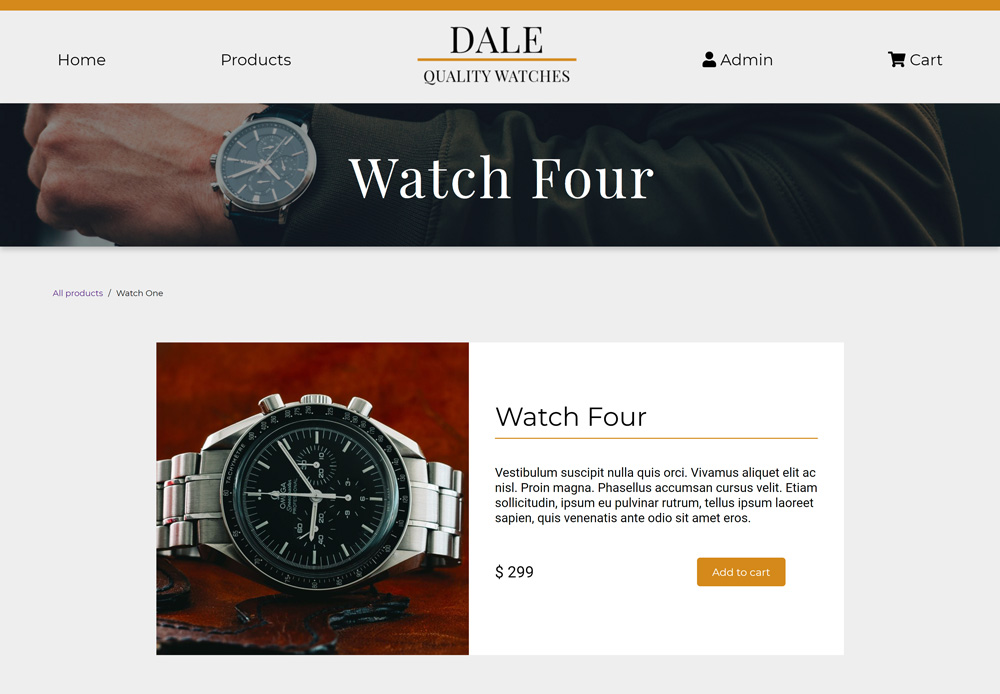 Home
Products
DALE
QUALITY WATCHES
Admin
Cart
Watch Four
All products / Watch One
Watch Four
Vestibulum suscipit nulla quis orci. Vivamus aliquet elit ac
nisl. Proin magna. Phasellus accumsan cursus velit. Etiam
sollicitudin, ipsum eu pulvinar rutrum, tellus ipsum laoreet
sapien, quis venenatis ante odio sit amet eros.
$ 299
Add to cart
TACHYMETRE
OMEGA